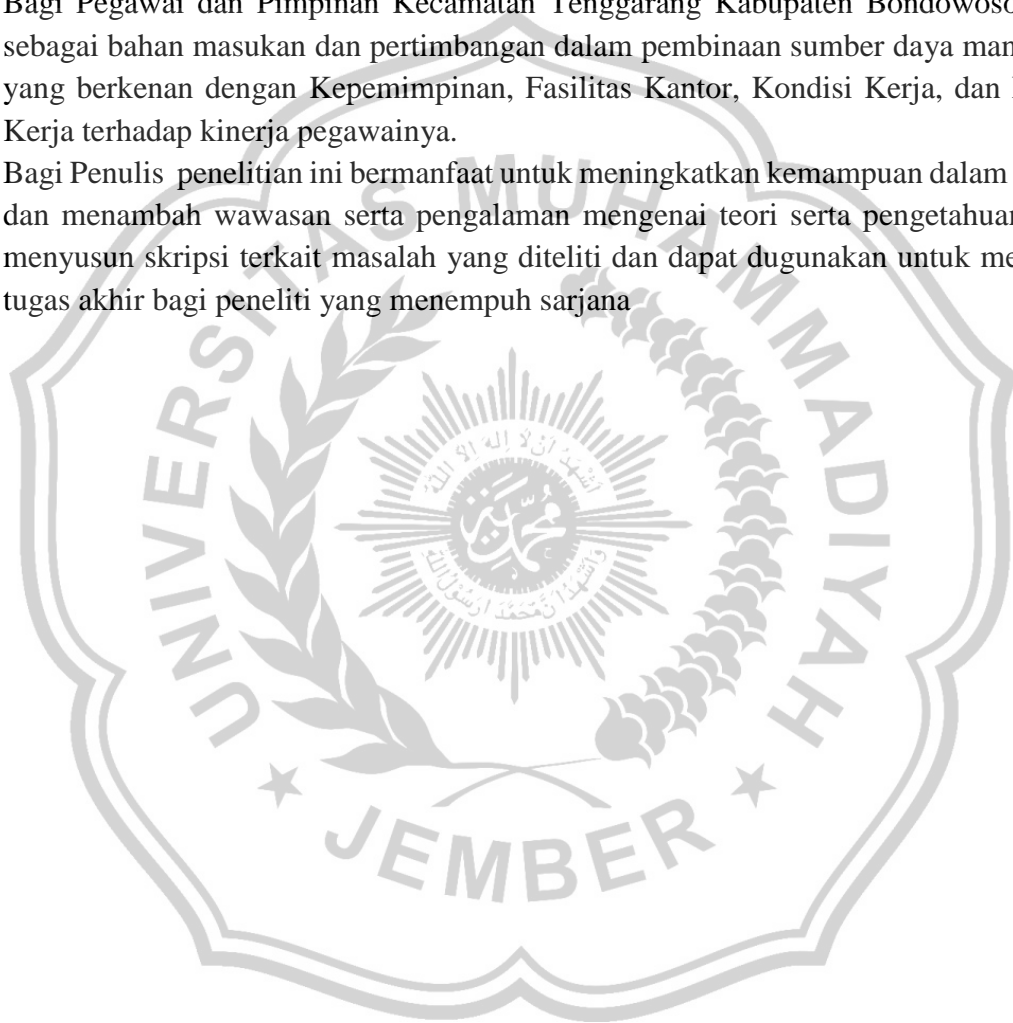 Bagi Pegawai dan Pimpinan Kecamatan Tenggarang Kabupaten Bondowoso
sebagai bahan masukan dan pertimbangan dalam pembinaan sumber daya man
yang berkenan dengan Kepemimpinan, Fasilitas Kantor, Kondisi Kerja, dan
Kerja terhadap kinerja pegawainya.
Bagi Penulis penelitian ini bermanfaat untuk meningkatkan kemampuan dalam
dan menambah wawasan serta pengalaman mengenai teori serta pengetahuan
menyusun skripsi terkait masalah yang diteliti dan dapat dugunakan untuk me
tugas akhir bagi peneliti yang menempuh sarjana
UNIVERSITAS MUHAMMADIYAH
JEMBER